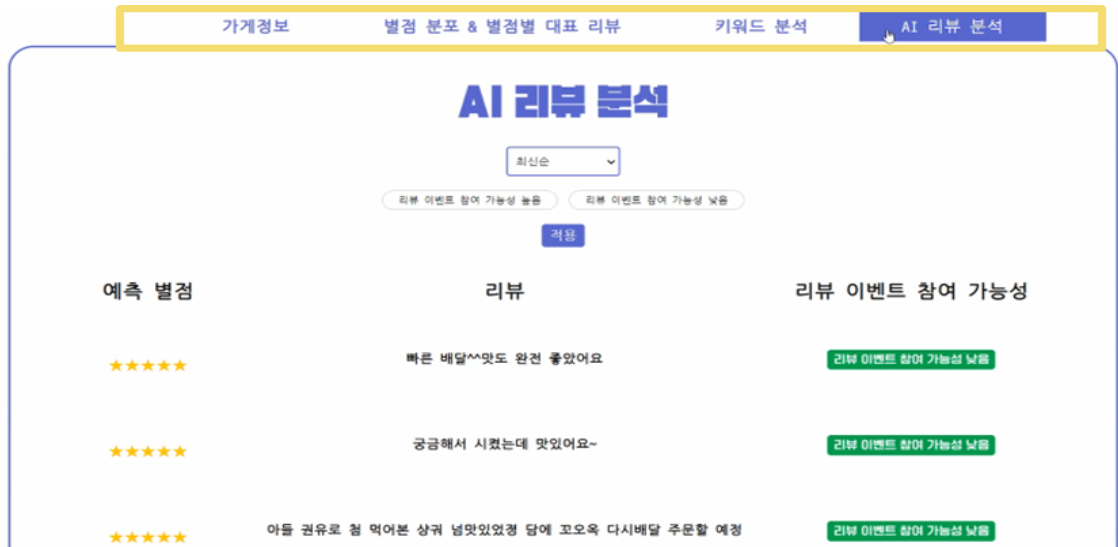 가게정보 별점 분포 & 별점별 대표 리뷰 키워드 분석 AI 리뷰 분석
AI 리뷰 분석
최신순
리뷰 이벤트 참여 가능성 높음 리뷰 이벤트 참여 가능성 낮음
적용
예측 별점 리뷰 리뷰 이벤트 참여 가능성
빠른 배달^^맛도 완전 좋았어요 리뷰 이벤트 참여 가능성 낮음
궁금해서 시켰는데 맛있어요~ 리뷰 이벤트 참여 가능성 낮음
아들 권유로 첨 먹어본 샹궈 넘맛있었졍 담에 꼬오옥 다시배달 주문할 예정 리뷰 이벤트 참여 가능성 낮음